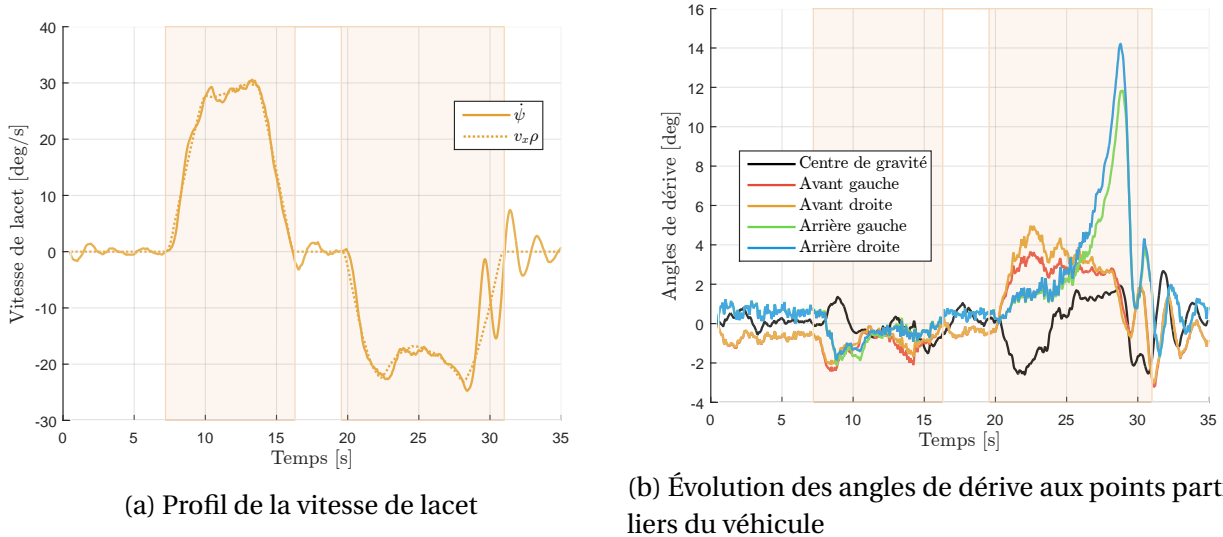 40
30
20
10
0
-10
-20
-30
Vitesse de lacet [deg/s]
ψ̇
vₓρ
0 5 10 15 20 25 30 35
Temps [s]
(a) Profil de la vitesse de lacet
16
14
12
10
8
6
4
2
0
-2
-4
Angles de dérive [deg]
Centre de gravité
Avant gauche
Avant droite
Arrière gauche
Arrière droite
0 5 10 15 20 25 30 35
Temps [s]
(b) Évolution des angles de dérive aux points part
liers du véhicule